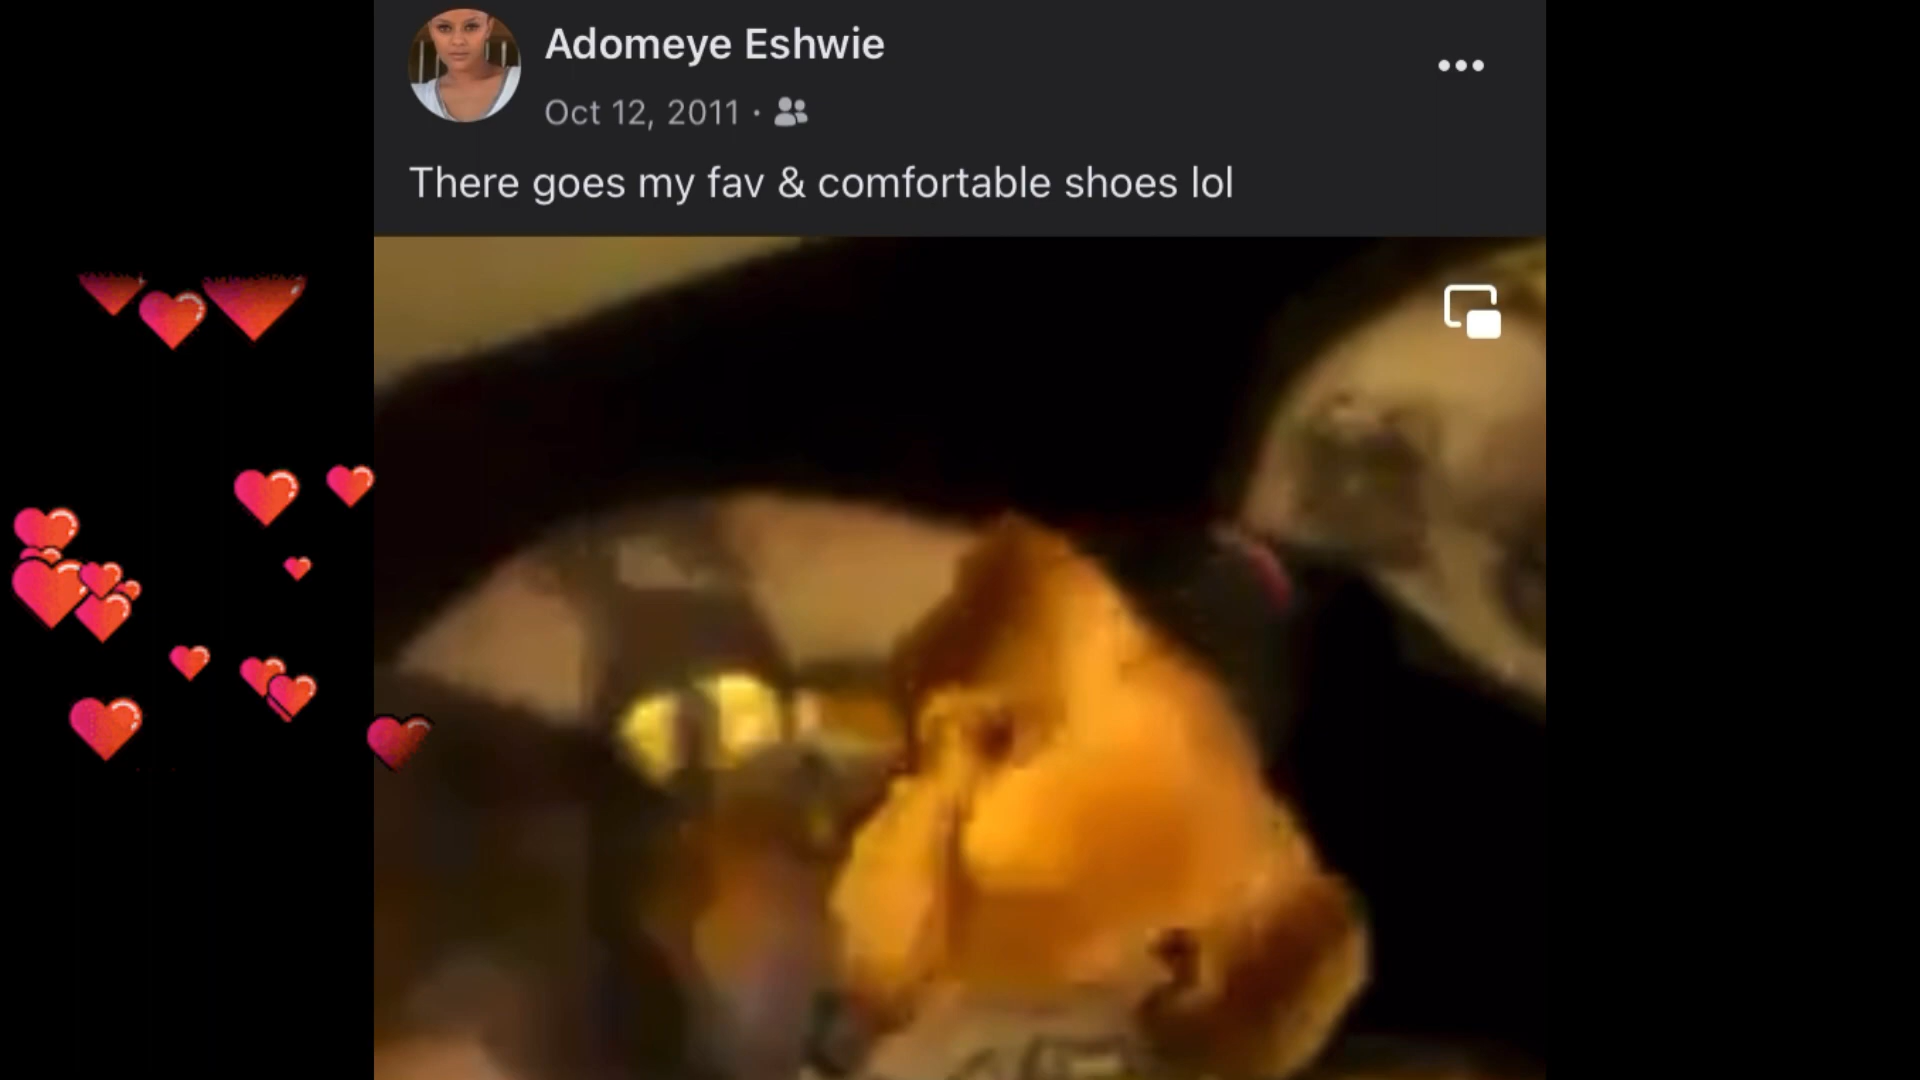 Adomeye Eshwie
Oct 12, 2011 ·
There goes my fav & comfortable shoes lol